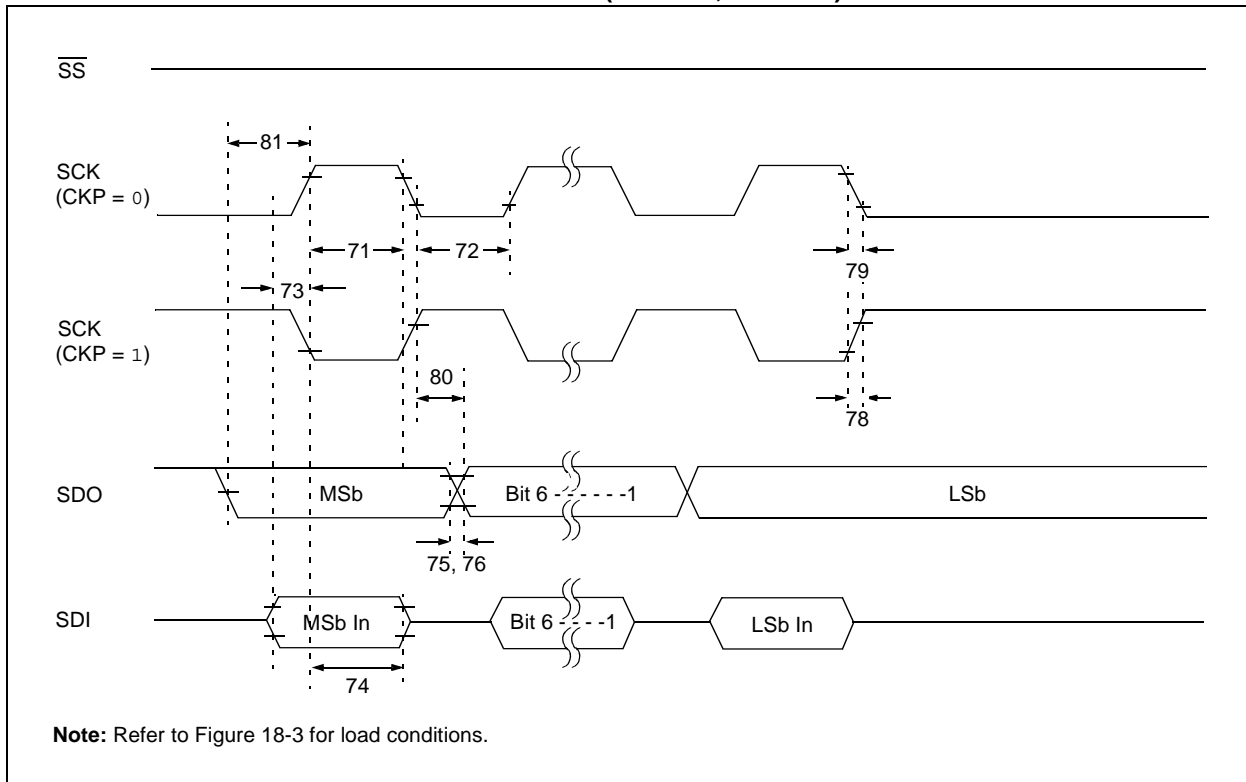 SS
81
SCK
(CKP = 0)
71
72
79
73
SCK
(CKP = 1)
80
78
SDO
MSb
Bit 6 - - - - - -1
LSb
75, 76
SDI
MSb In
Bit 6 - - - -1
LSb In
74
Note: Refer to Figure 18-3 for load conditions.